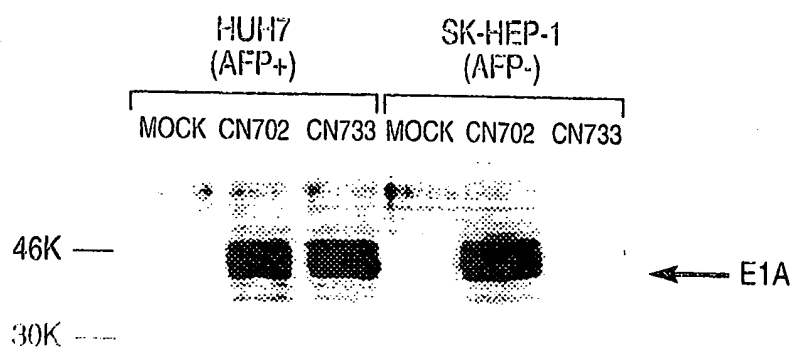 HUH7 SK-HEP-1
(AFP+) (AFP-)
MOCK CN702 CN733 MOCK CN702 CN733
46K
E1A
30K